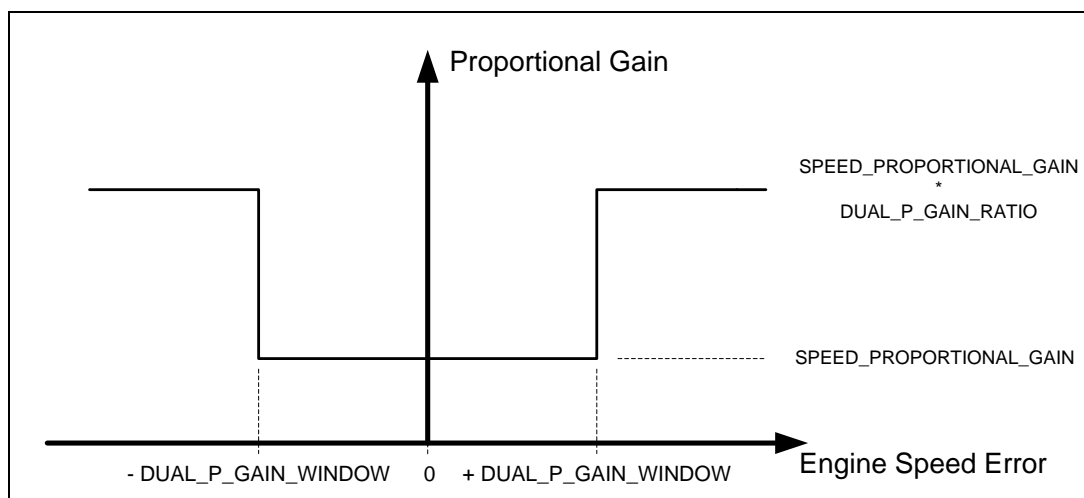 Proportional Gain
SPEED_PROPORTIONAL_GAIN
*
DUAL_P_GAIN_RATIO
SPEED_PROPORTIONAL_GAIN
- DUAL_P_GAIN_WINDOW 0 + DUAL_P_GAIN_WINDOW
Engine Speed Error